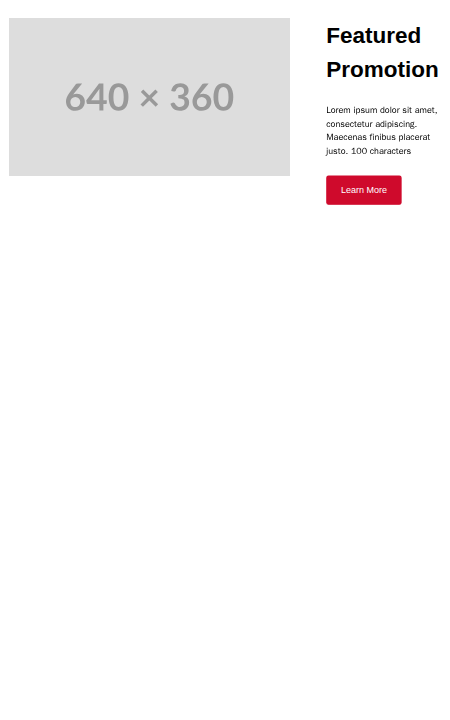 640 × 360
Featured
Promotion
Lorem ipsum dolor sit amet,
consectetur adipiscing.
Maecenas finibus placerat
justo. 100 characters
Learn More